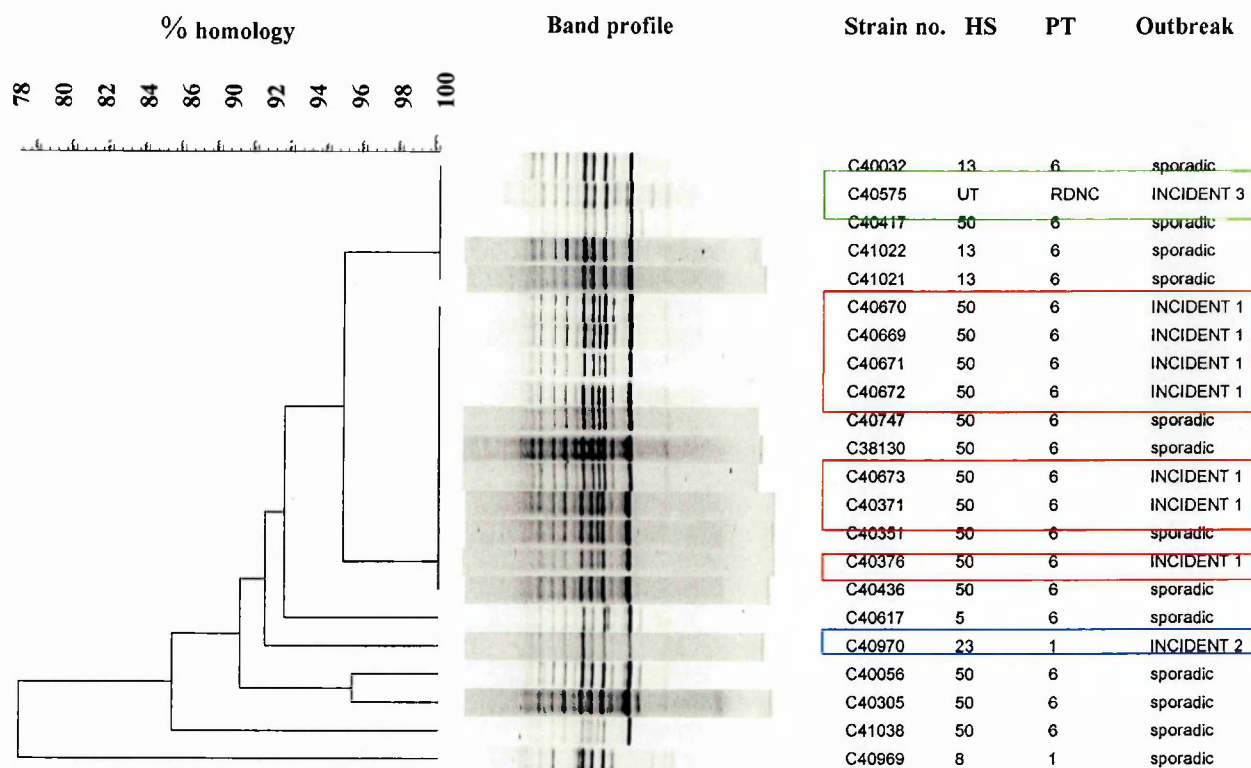 % homology Band profile Strain no. HS PT Outbreak
78 80 82 84 86 90 92 94 96 98 100
C40032 13 6 sporadic
C40575 UT RDNC INCIDENT 3
C40417 50 6 sporadic
C41022 13 6 sporadic
C41021 13 6 sporadic
C40670 50 6 INCIDENT 1
C40669 50 6 INCIDENT 1
C40671 50 6 INCIDENT 1
C40672 50 6 INCIDENT 1
C40747 50 6 sporadic
C38130 50 6 sporadic
C40673 50 6 INCIDENT 1
C40371 50 6 INCIDENT 1
C40351 50 6 sporadic
C40376 50 6 INCIDENT 1
C40436 50 6 sporadic
C40617 5 6 sporadic
C40970 23 1 INCIDENT 2
C40056 50 6 sporadic
C40305 50 6 sporadic
C41038 50 6 sporadic
C40969 8 1 sporadic